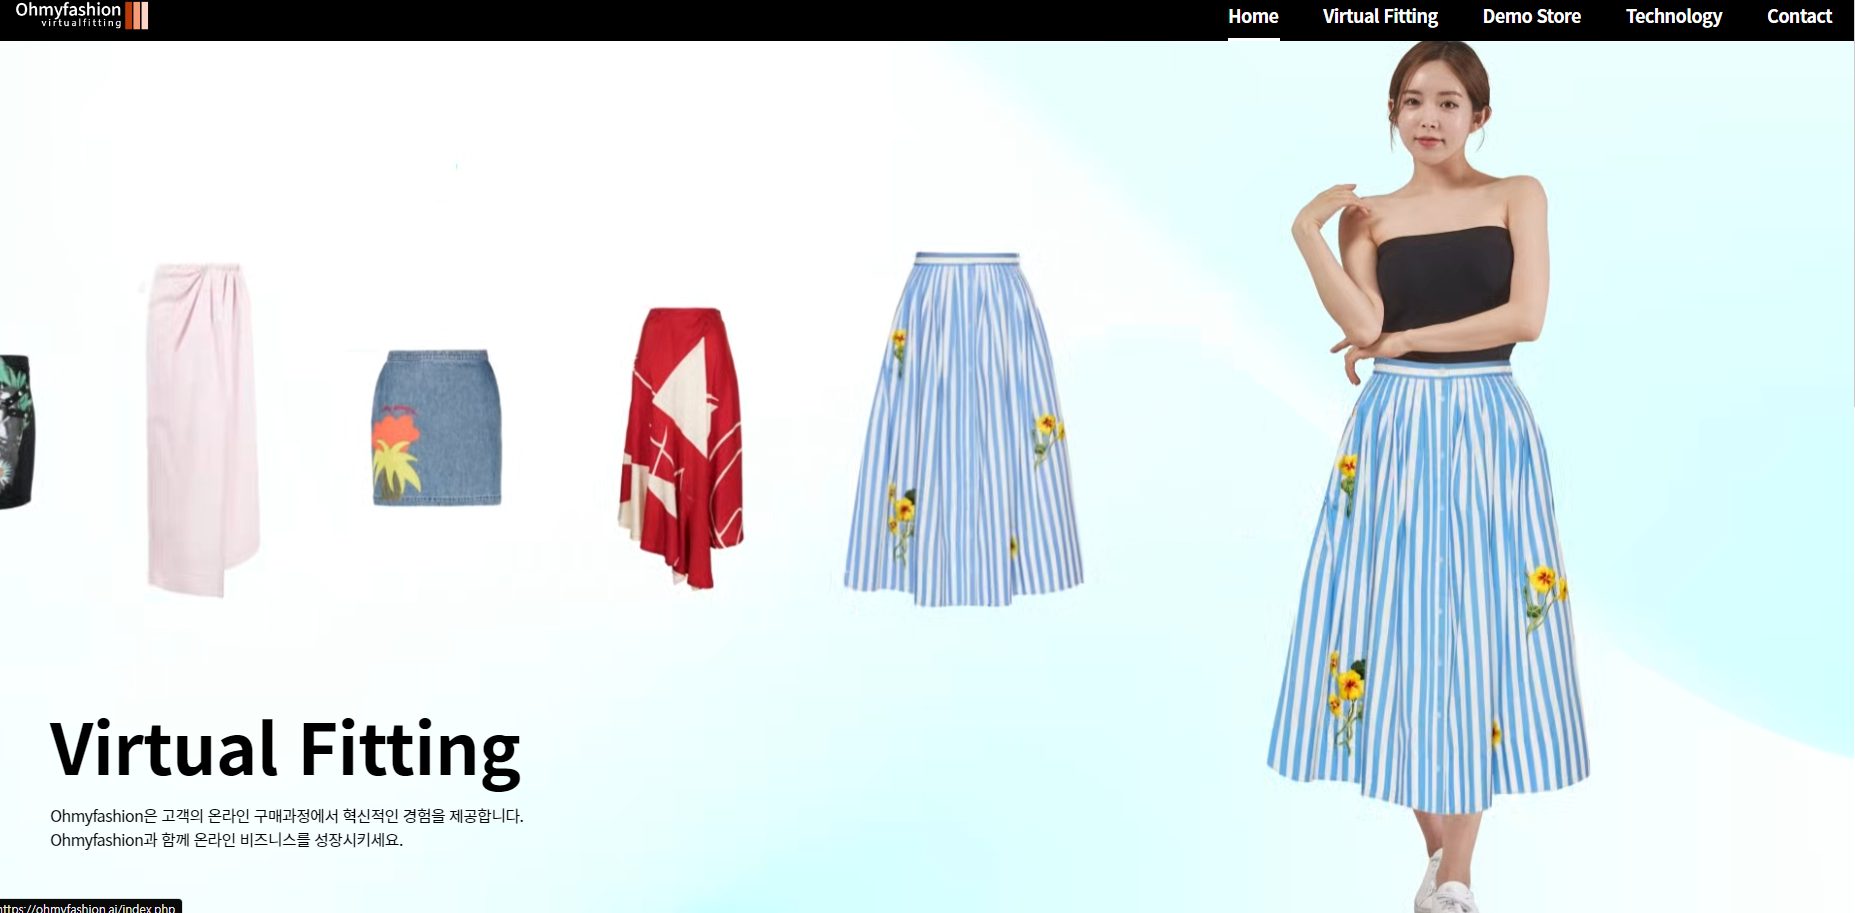 Ohmyfashion
virtualfitting
Home
Virtual Fitting
Demo Store
Technology
Contact
Virtual Fitting
Ohmyfashion은 고객의 온라인 구매과정에서 혁신적인 경험을 제공합니다.
Ohmyfashion과 함께 온라인 비즈니스를 성장시키세요.
https://ohmyfashion.ai/index.php